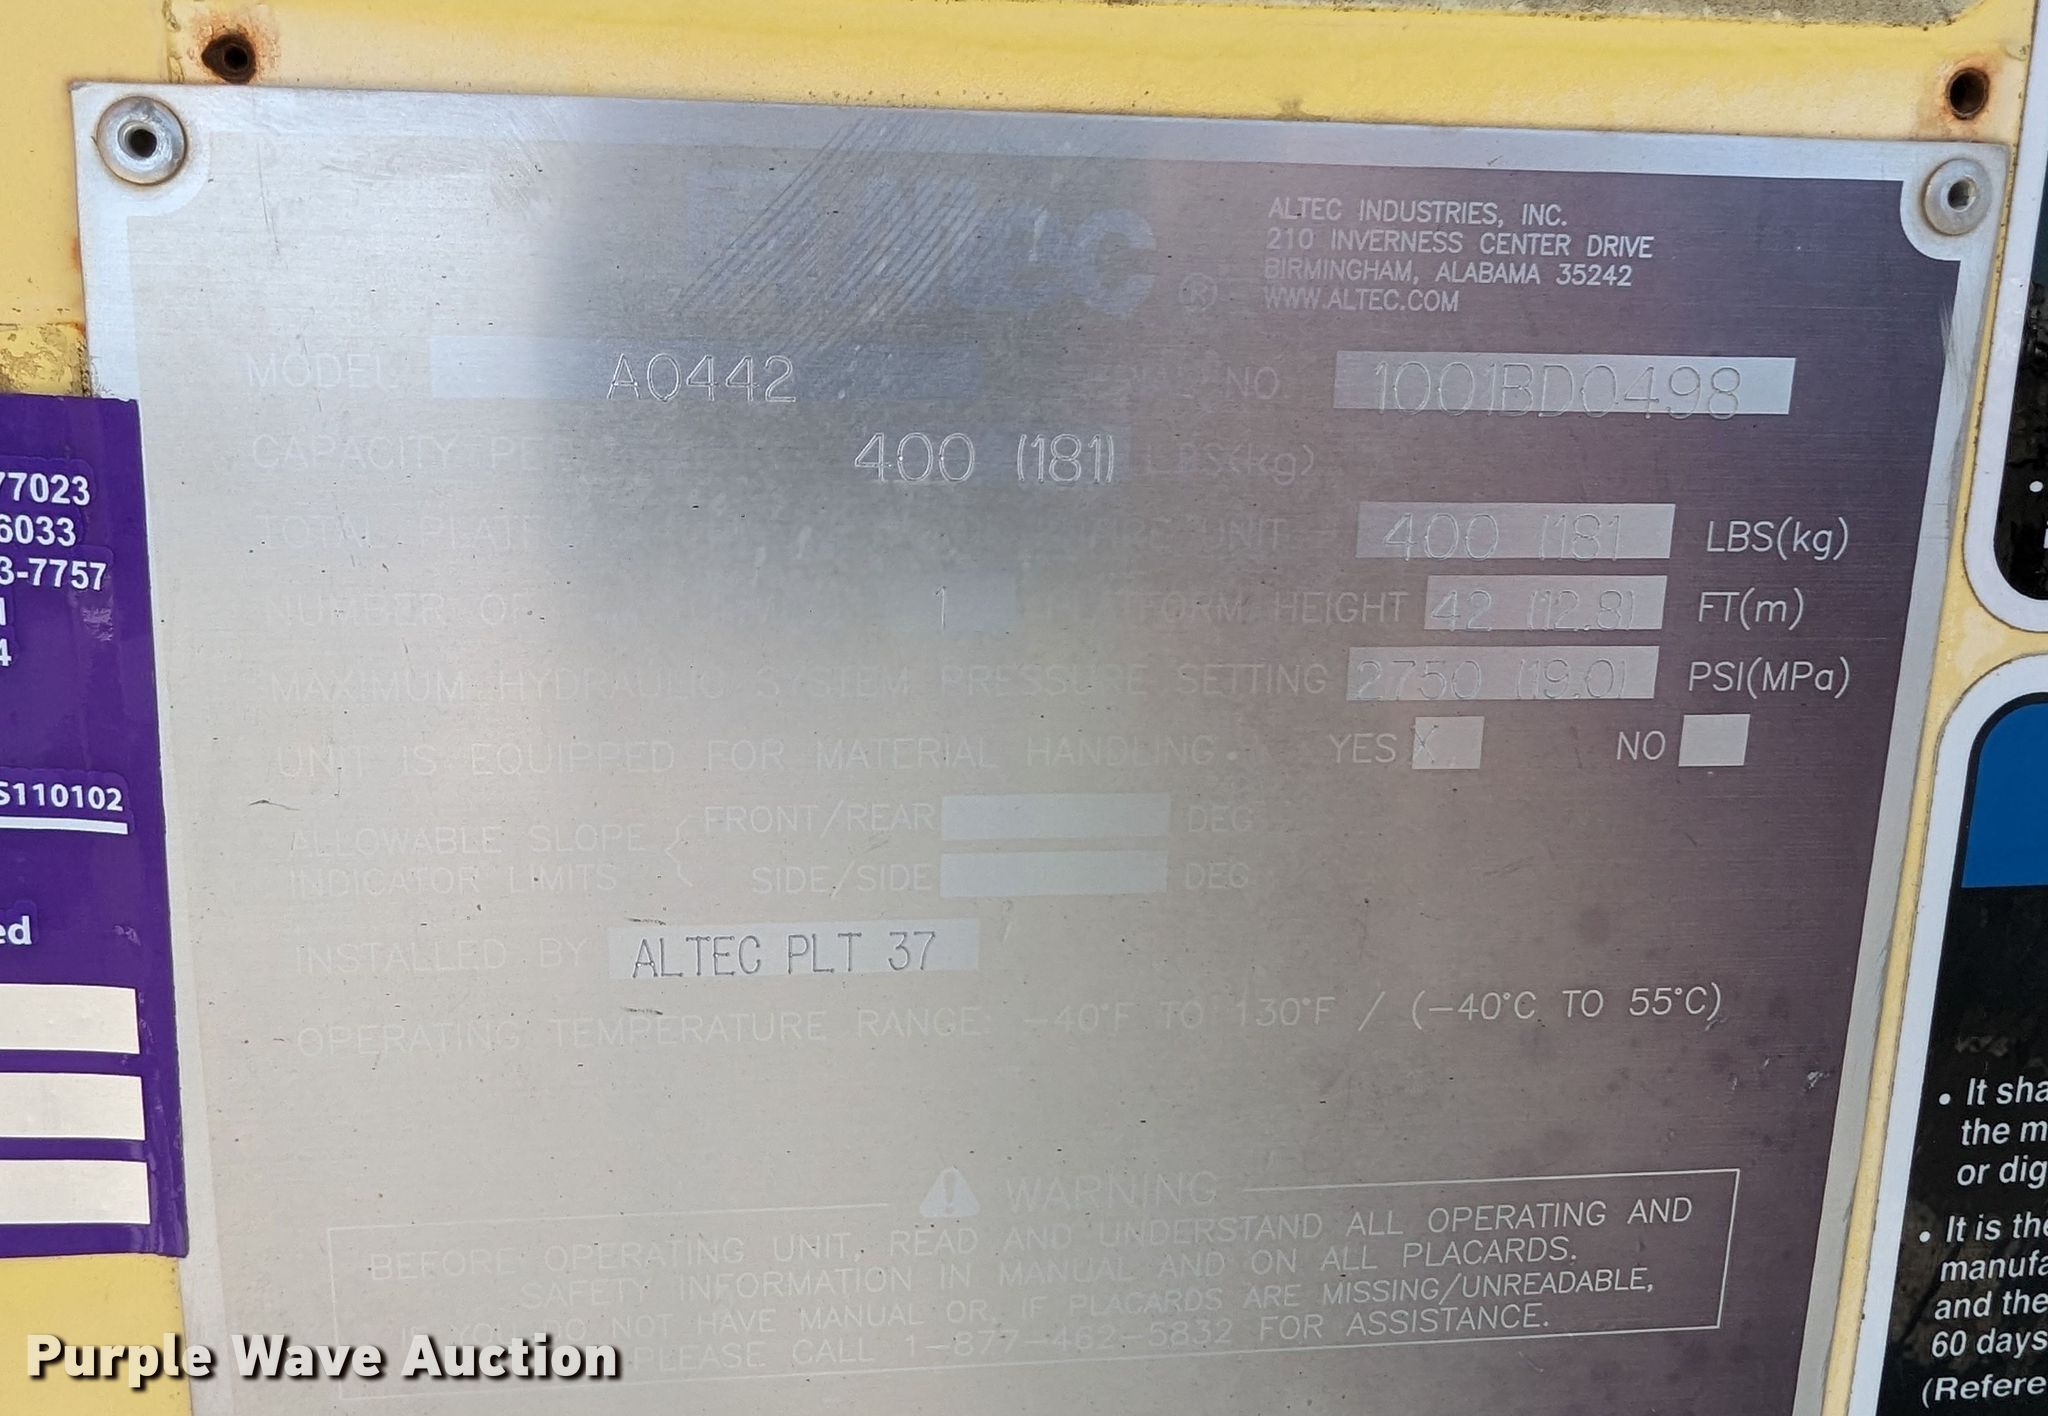 ALTEC INDUSTRIES, INC.
210 INVERNESS CENTER DRIVE
BIRMINGHAM, ALABAMA 35242
WWW.ALTEC.COM
®
MODEL A0442 NO. 1001BD0498
CAPACITY 400 (181) LBS(kg)
TOTAL UNIT 400 (181 LBS(kg)
NUMBER OF 1 PLATFORM HEIGHT 42 (12.8) FT(m)
MAXIMUM HYDRAULIC SYSTEM PRESSURE SETTING 2750 (19.0) PSI(MPa)
UNIT IS EQUIPPED FOR MATERIAL HANDLING. YES X NO
ALLOWABLE SLOPE INDICATOR LIMITS
FRONT/REAR DEG
SIDE/SIDE DEG
INSTALLED BY ALTEC PLT 37
OPERATING TEMPERATURE RANGE: -40°F TO 130°F / (-40°C TO 55°C)
WARNING
BEFORE OPERATING UNIT, READ AND UNDERSTAND ALL OPERATING AND
SAFETY INFORMATION IN MANUAL AND ON ALL PLACARDS.
IF YOU DO NOT HAVE MANUAL OR, IF PLACARDS ARE MISSING/UNREADABLE,
PLEASE CALL 1-877-462-5832 FOR ASSISTANCE.
77023
6033
3-7757
4
S110102
ed
• It sha
the m
or dig
• It is the
manufa
and the
60 days
(Refere
Purple Wave Auction